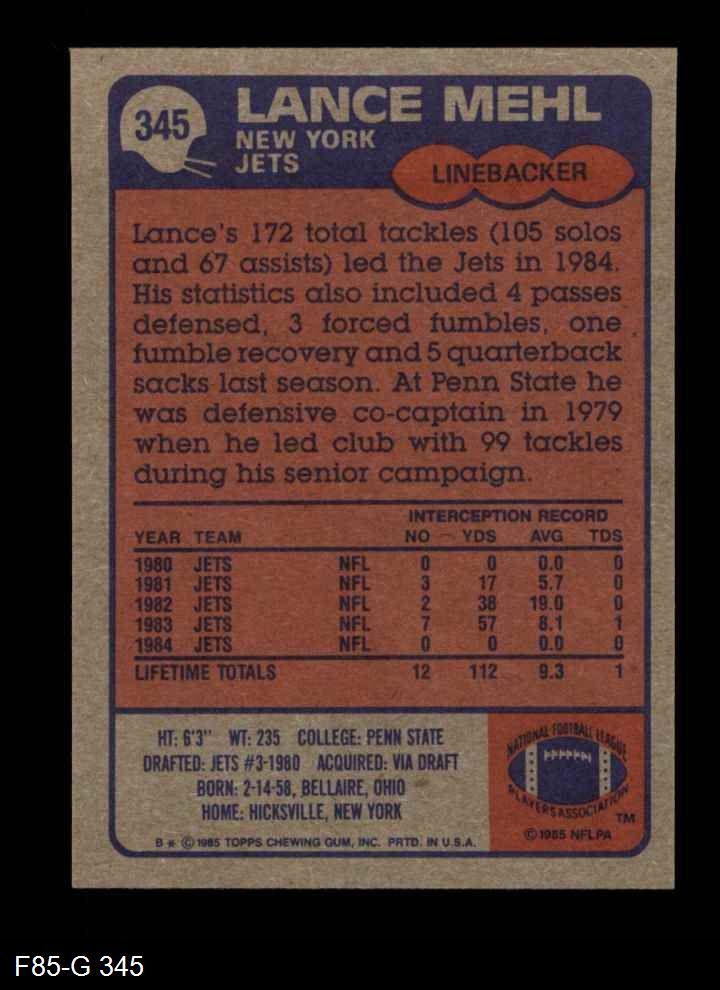 345
LANCE MEHL
NEW YORK
JETS
LINEBACKER
Lance's 172 total tackles (105 solos
and 67 assists) led the Jets in 1984.
His statistics also included 4 passes
defensed, 3 forced fumbles, one
fumble recovery and 5 quarterback
sacks last season. At Penn State he
was defensive co-captain in 1979
when he led club with 99 tackles
during his senior campaign.
INTERCEPTION RECORD
YEAR TEAM NO YDS AVG TDS
1980 JETS NFL 0 0 0.0 0
1981 JETS NFL 3 17 5.7 0
1982 JETS NFL 2 38 19.0 0
1983 JETS NFL 7 57 8.1 1
1984 JETS NFL 0 0 0.0 0
LIFETIME TOTALS 12 112 9.3 1
HT: 6'3" WT: 235 COLLEGE: PENN STATE
DRAFTED: JETS #3-1980 ACQUIRED: VIA DRAFT
BORN: 2-14-58, BELLAIRE, OHIO
HOME: HICKSVILLE, NEW YORK
B * © 1985 TOPPS CHEWING GUM, INC. PRTD. IN U.S.A.
NATIONAL FOOTBALL LEAGUE
PLAYERS ASSOCIATION
TM
© 1985 NFLPA
F85-G 345